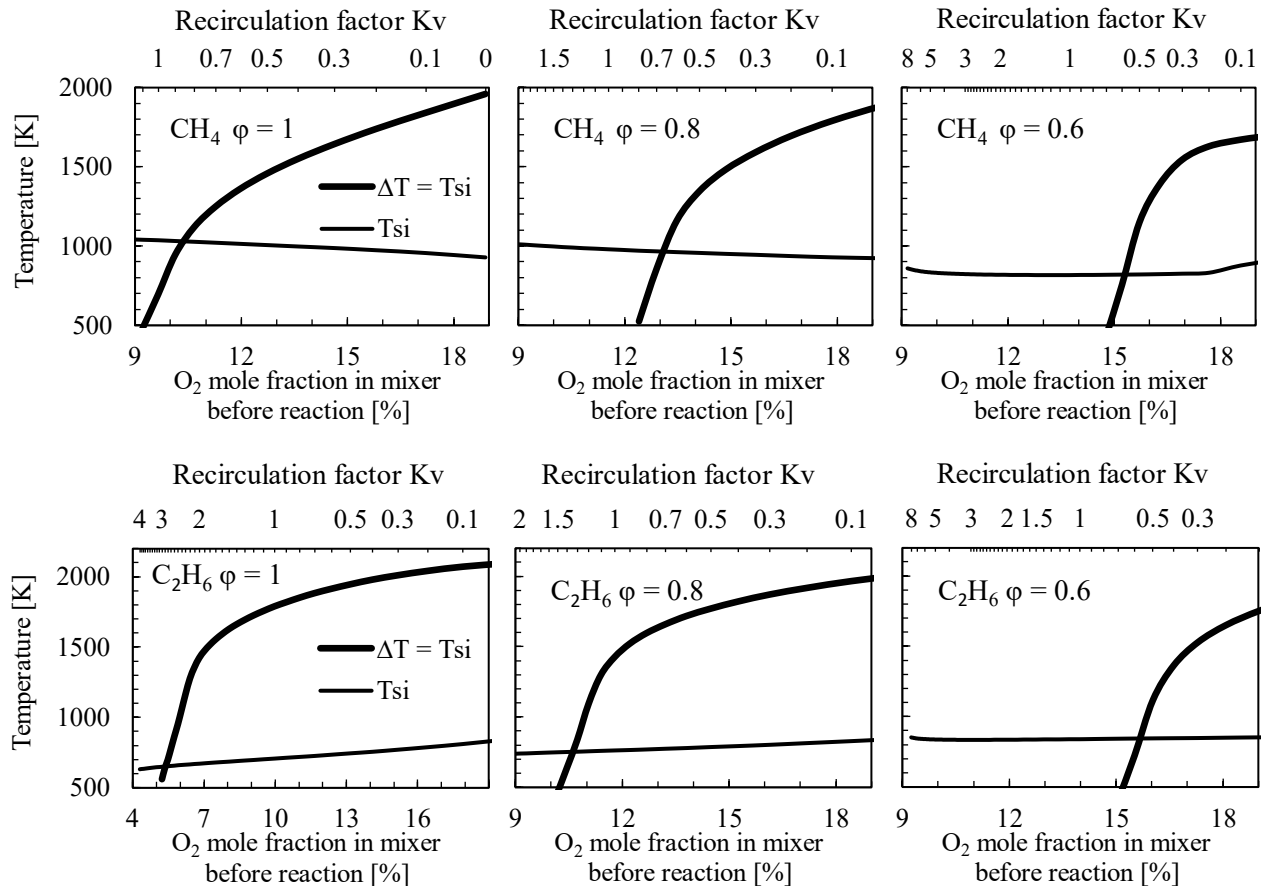 Recirculation factor Kv
1 0.7 0.5 0.3 0.1 0
Recirculation factor Kv
1.5 1 0.7 0.5 0.3 0.1
Recirculation factor Kv
8 5 3 2 1 0.5 0.3 0.1
Temperature [K]
2000
1500
1000
500
CH₄ φ = 1
ΔT = Tsi
Tsi
CH₄ φ = 0.8
CH₄ φ = 0.6
9 12 15 18
O₂ mole fraction in mixer
before reaction [%]
9 12 15 18
O₂ mole fraction in mixer
before reaction [%]
9 12 15 18
O₂ mole fraction in mixer
before reaction [%]
Recirculation factor Kv
4 3 2 1 0.5 0.3 0.1
Recirculation factor Kv
2 1.5 1 0.7 0.5 0.3 0.1
Recirculation factor Kv
8 5 3 2 1.5 1 0.5 0.3
Temperature [K]
2000
1500
1000
500
C₂H₆ φ = 1
ΔT = Tsi
Tsi
C₂H₆ φ = 0.8
C₂H₆ φ = 0.6
4 7 10 13 16
O₂ mole fraction in mixer
before reaction [%]
9 12 15 18
O₂ mole fraction in mixer
before reaction [%]
9 12 15 18
O₂ mole fraction in mixer
before reaction [%]